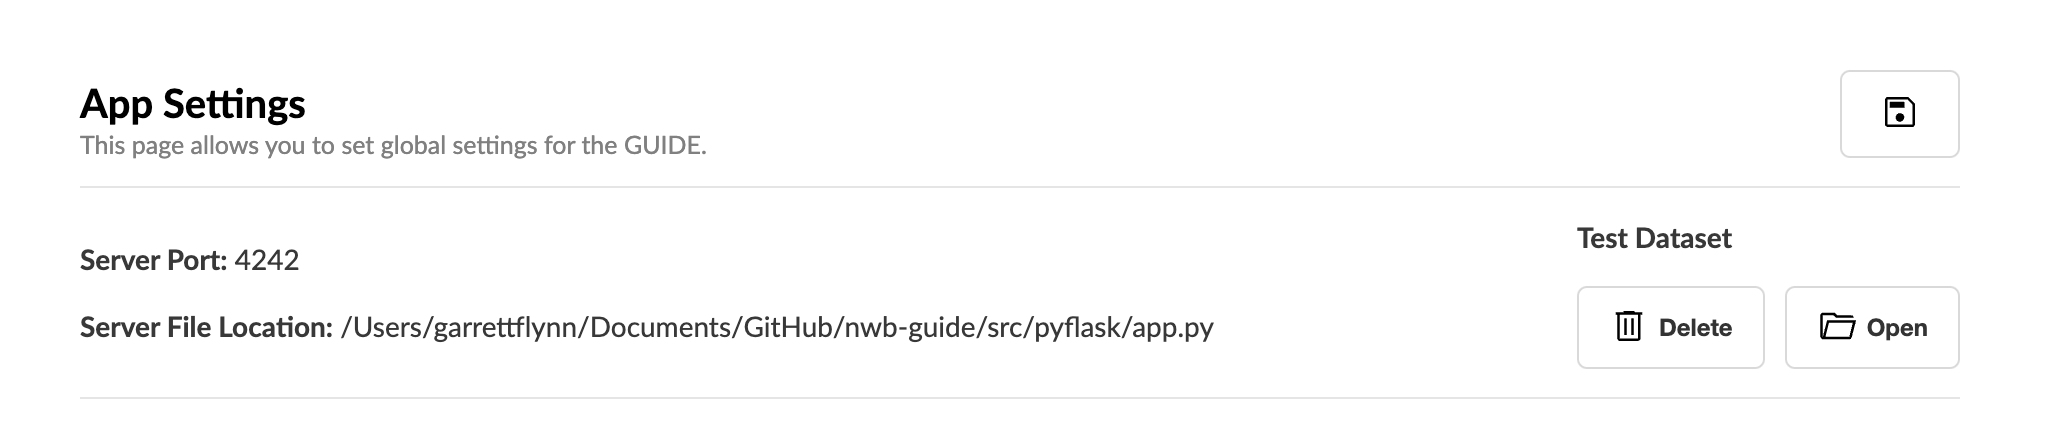 App Settings
This page allows you to set global settings for the GUIDE.
Server Port: 4242
Server File Location: /Users/garrettflynn/Documents/GitHub/nwb-guide/src/pyflask/app.py
Test Dataset
Delete
Open